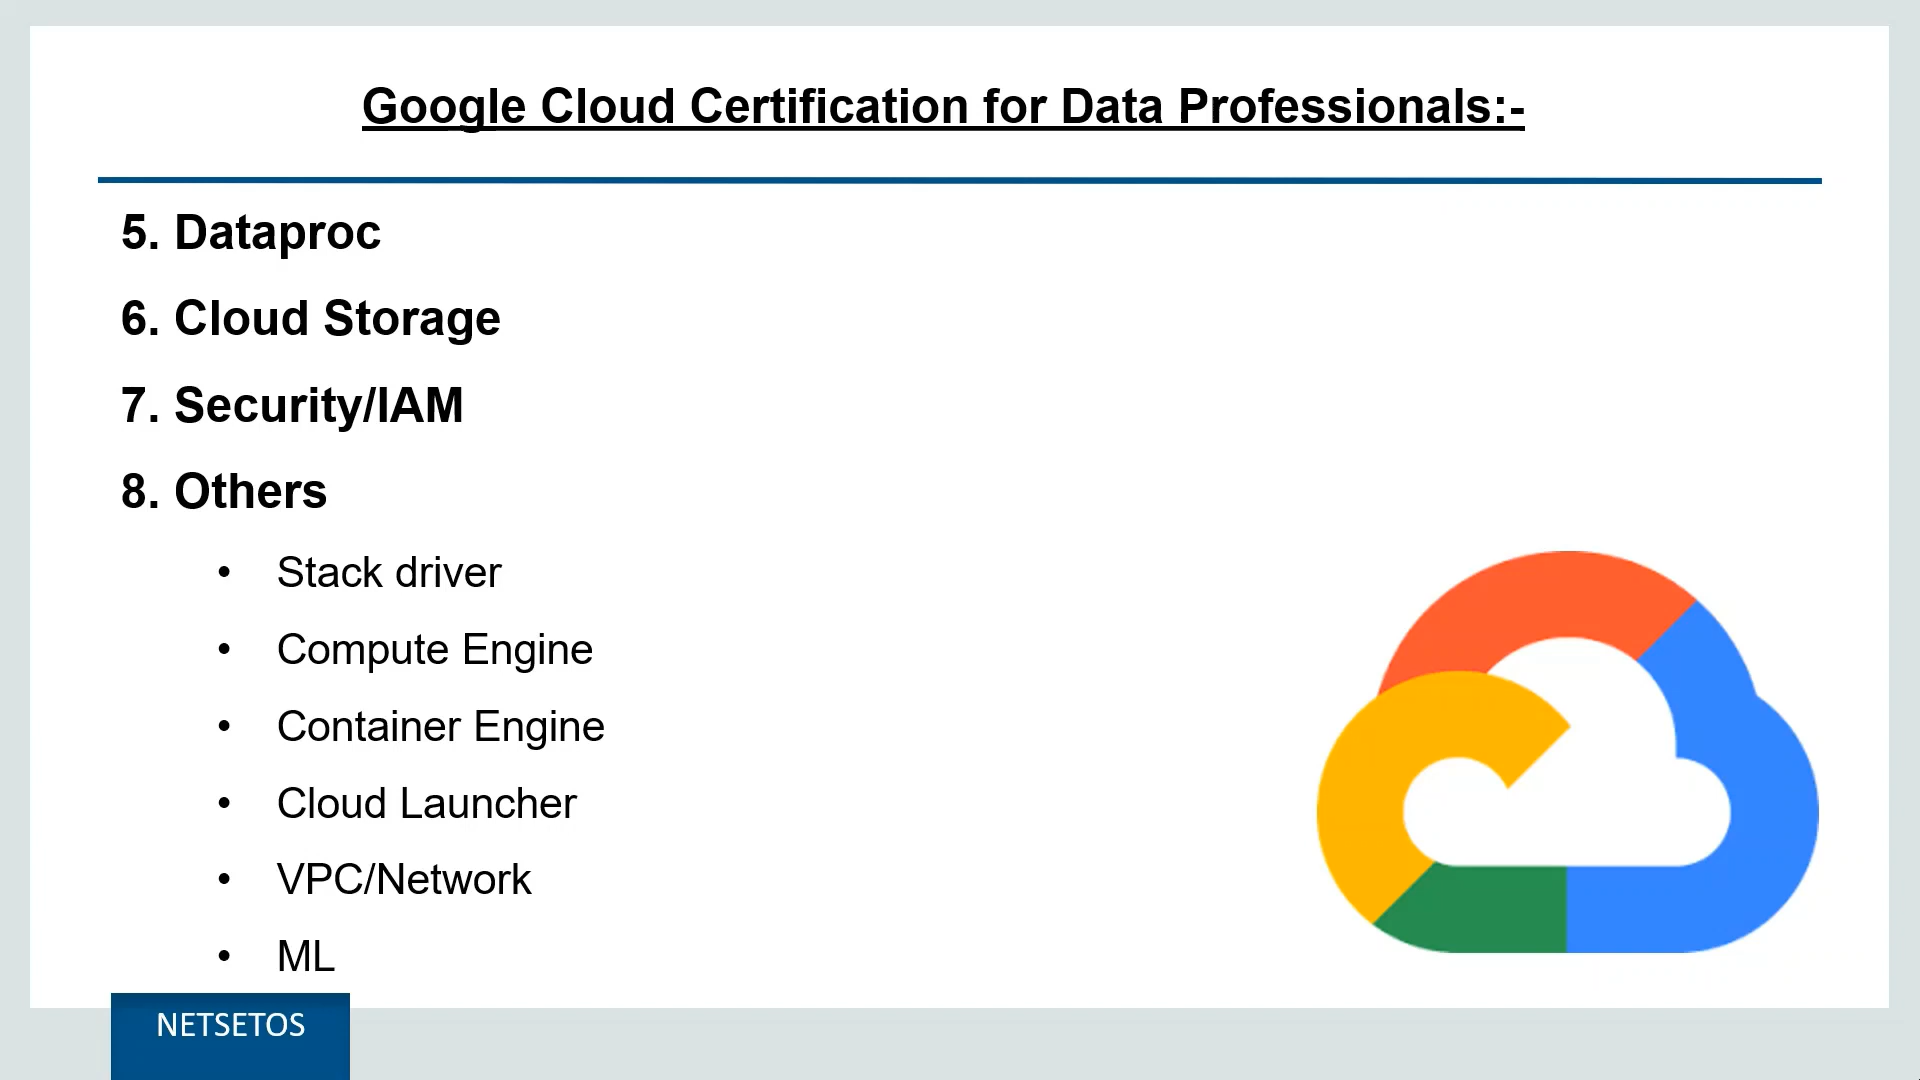 Google Cloud Certification for Data Professionals:-
5. Dataproc
6. Cloud Storage
7. Security/IAM
8. Others
• Stack driver
• Compute Engine
• Container Engine
• Cloud Launcher
• VPC/Network
• ML
NETSETOS